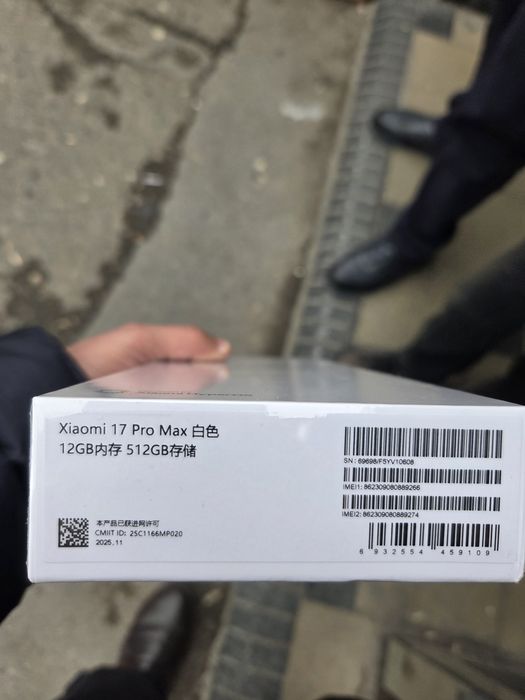 Xiaomi 17 Pro Max 白色
12GB内存 512GB存储
本产品已获进网许可
CMIIT ID: 25C1166MP020
2025.11
SN: 69698/F5YV10608
IMEI1: 862309080889266
IMEI2: 862309080889274
6 932554 459109